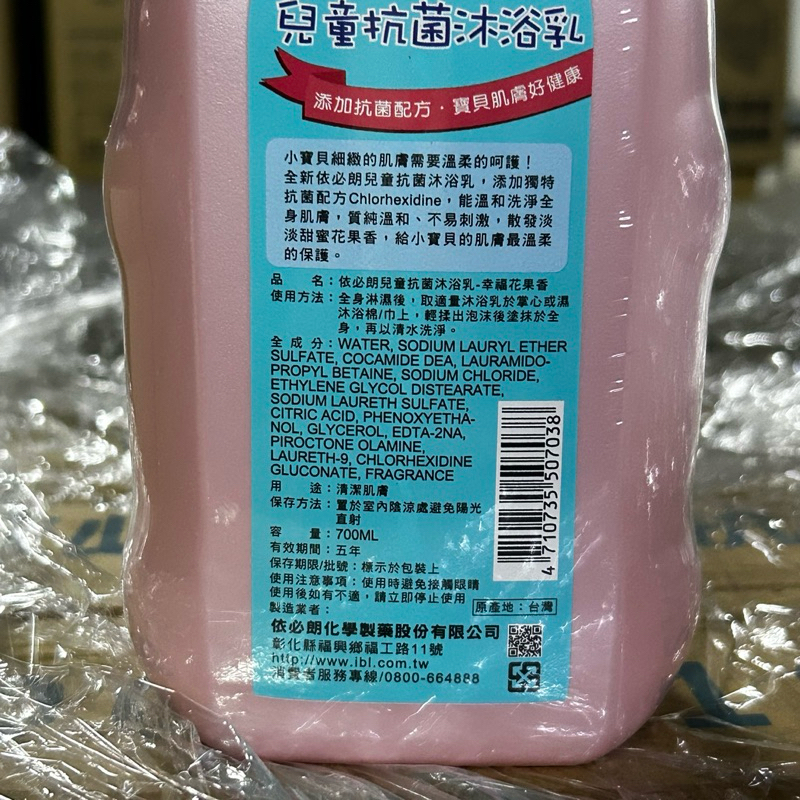 兒童抗菌沐浴乳
添加抗菌配方·寶貝肌膚好健康
小寶貝細緻的肌膚需要溫柔的呵護！
全新依必朗兒童抗菌沐浴乳，添加獨特
抗菌配方Chlorhexidine，能溫和洗淨全
身肌膚，質純溫和、不易刺激，散發淡
淡甜蜜花果香，給小寶貝的肌膚最溫柔
的保護。
品　　名：依必朗兒童抗菌沐浴乳-幸福花果香
使用方法：全身淋濕後，取適量沐浴乳於掌心或濕
沐浴棉/巾上，輕揉出泡沫後塗抹於全
身，再以清水洗淨。
全 成 分：WATER, SODIUM LAURYL ETHER
SULFATE, COCAMIDE DEA, LAURAMIDO-
PROPYL BETAINE, SODIUM CHLORIDE,
ETHYLENE GLYCOL DISTEARATE,
SODIUM LAURETH SULFATE,
CITRIC ACID, PHENOXYETHA-
NOL, GLYCEROL, EDTA-2NA,
PIROCTONE OLAMINE,
LAURETH-9, CHLORHEXIDINE
GLUCONATE, FRAGRANCE
用　　途：清潔肌膚
保存方法：置於室內陰涼處避免陽光
直射
容　　量：700ML
有效期間：五年
保存期限/批號：標示於包裝上
使用注意事項：使用時避免接觸眼睛
使用後如有不適，請立即停止使用
製造業者：
原產地：台灣
依必朗化學製藥股份有限公司
彰化縣福興鄉福工路11號
http://www.ibl.com.tw
消費者服務專線/0800-664888
4 710735 507038